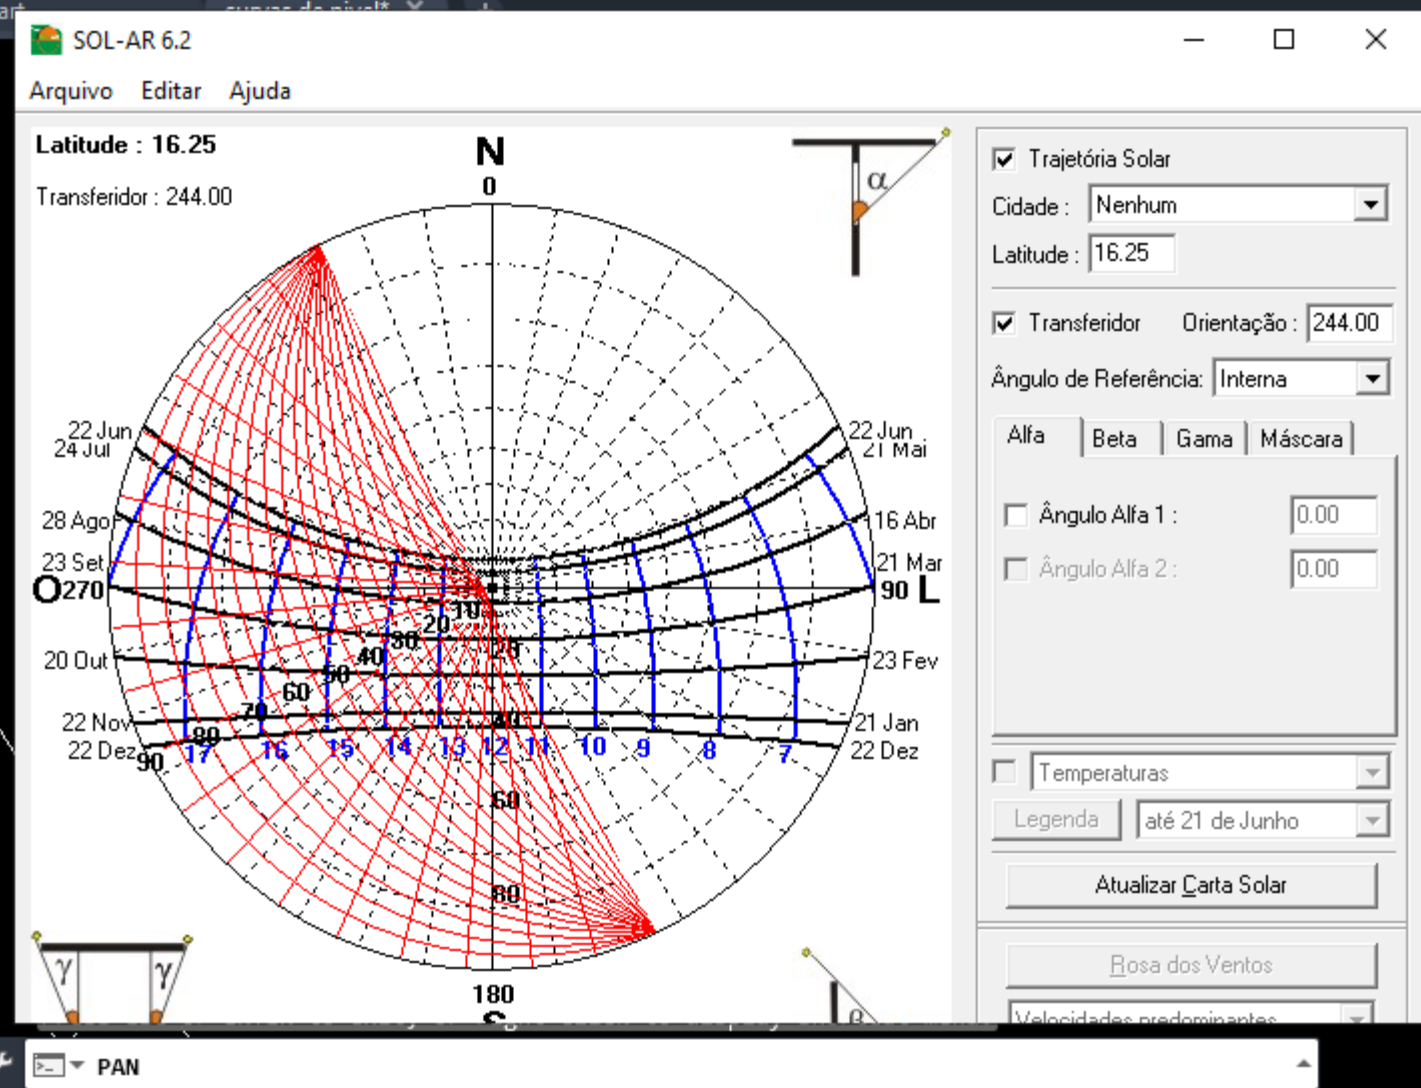 SOL-AR 6.2
Arquivo Editar Ajuda
Latitude : 16.25
Transferidor : 244.00
N
0
α
22 Jun
24 Jul
28 Ago
23 Set
O 270
20 Out
22 Nov
22 Dez
22 Jun
21 Mai
16 Abr
21 Mar
90 L
23 Fev
21 Jan
22 Dez
10
20
30
40
50
60
70
80
90
20
40
60
80
17 16 15 14 13 12 11 10 9 8 7
180
S
γ γ
β
Trajetória Solar
Cidade : Nenhum
Latitude : 16.25
Transferidor Orientação : 244.00
Ângulo de Referência: Interna
Alfa Beta Gama Máscara
Ângulo Alfa 1 : 0.00
Ângulo Alfa 2 : 0.00
Temperaturas
Legenda até 21 de Junho
Atualizar Carta Solar
Rosa dos Ventos
Velocidades predominantes
PAN